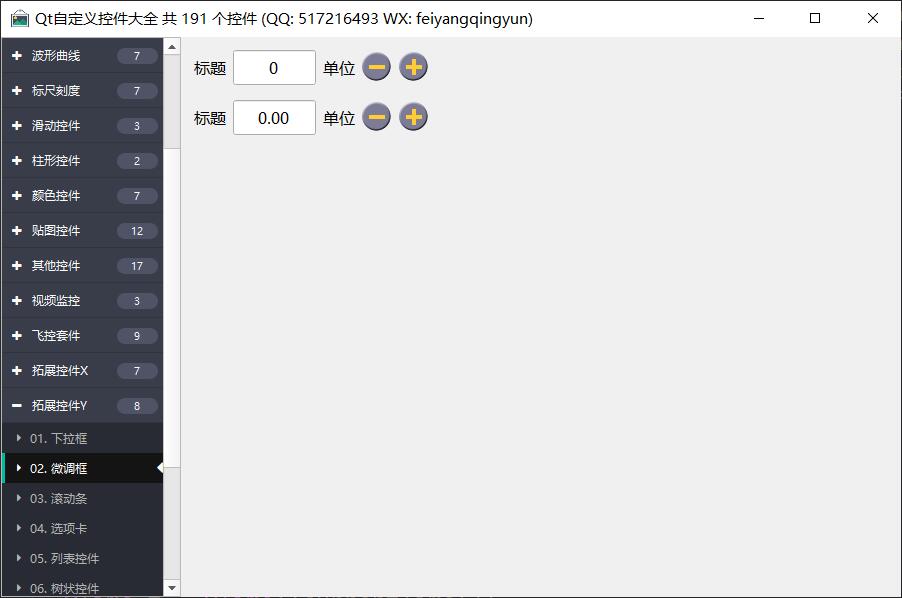 Qt自定义控件大全 共 191 个控件 (QQ: 517216493 WX: feiyangqingyun)
波形曲线 7
标尺刻度 7
滑动控件 3
柱形控件 2
颜色控件 7
贴图控件 12
其他控件 17
视频监控 3
飞控套件 9
拓展控件X 7
拓展控件Y 8
01. 下拉框
02. 微调框
03. 滚动条
04. 选项卡
05. 列表控件
06. 树状控件
标题 0 单位
标题 0.00 单位